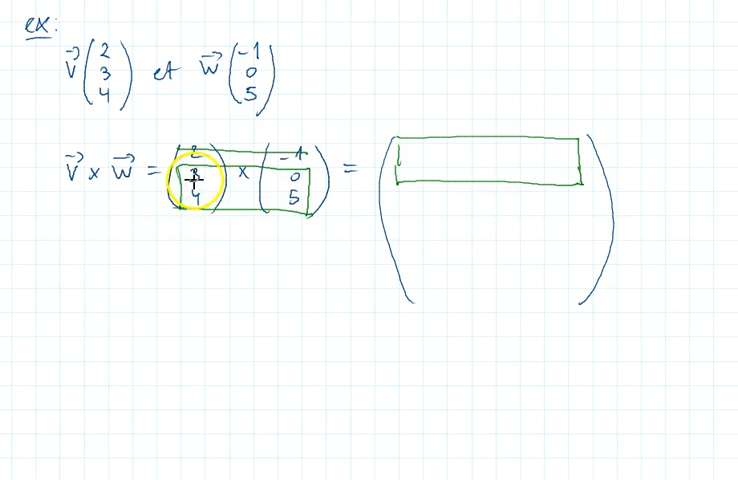 ex:
V⃗ (2 3 4) et W⃗ (-1 0 5)
V⃗ x W⃗ = (2 3 4) x (-1 0 5) =